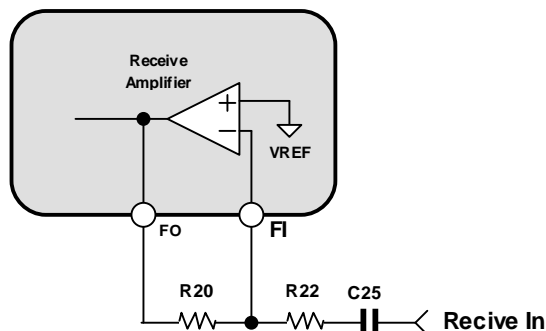 Receive
Amplifier
+
−
VREF
FO
FI
R20
R22
C25
Recive In